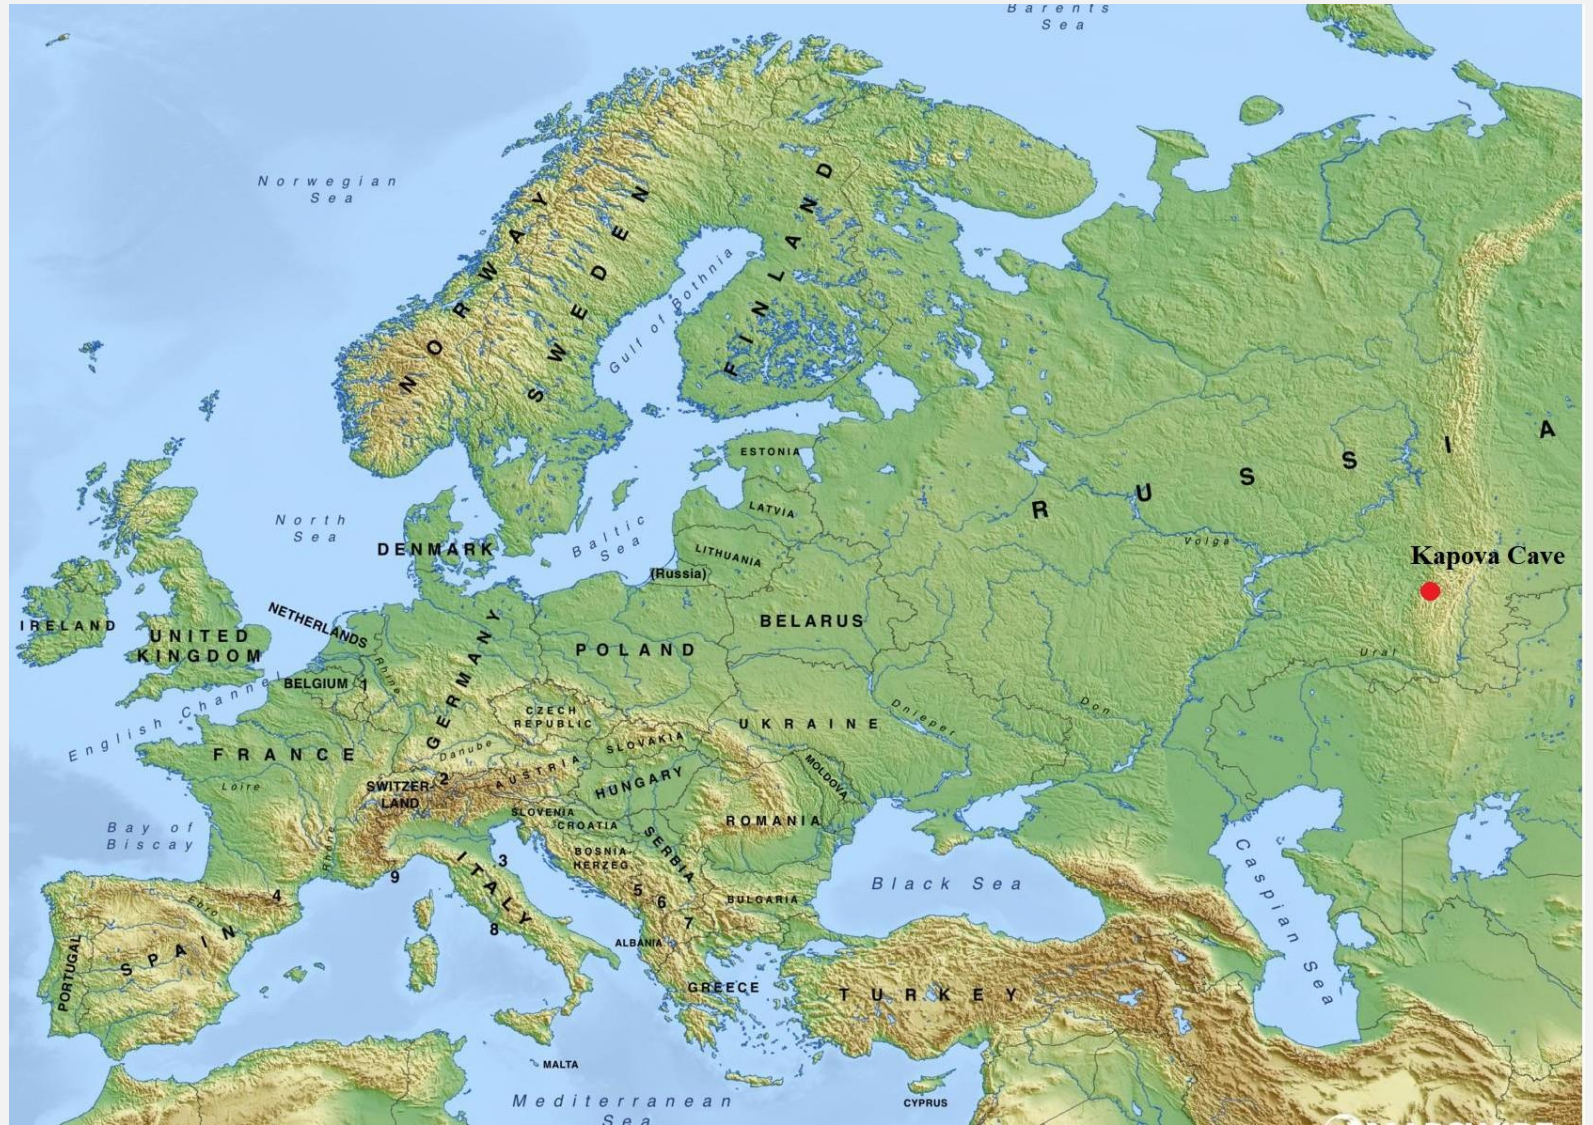 Barents
Sea
Norwegian
Sea
NORWAY
SWEDEN
FINLAND
Gulf of Bothnia
RUSSIA
ESTONIA
LATVIA
LITHUANIA
(Russia)
North
Sea
DENMARK
Baltic
Sea
Volga
Kapova Cave
IRELAND
UNITED
KINGDOM
NETHERLANDS
BELGIUM
1
Rhine
GERMANY
POLAND
BELARUS
Ural
English Channel
CZECH
REPUBLIC
UKRAINE
Dnieper
Don
FRANCE
Loire
Danube
SLOVAKIA
SWITZER-
LAND
2
AUSTRIA
HUNGARY
MOLDOVA
SLOVENIA
CROATIA
ROMANIA
Bay of
Biscay
Rhône
BOSNIA
HERZEG.
SERBIA
3
ITALY
9
4
5
6
7
8
BULGARIA
Black Sea
Caspian Sea
Ebro
SPAIN
PORTUGAL
ALBANIA
GREECE
TURKEY
MALTA
CYPRUS
Mediterranean
Sea